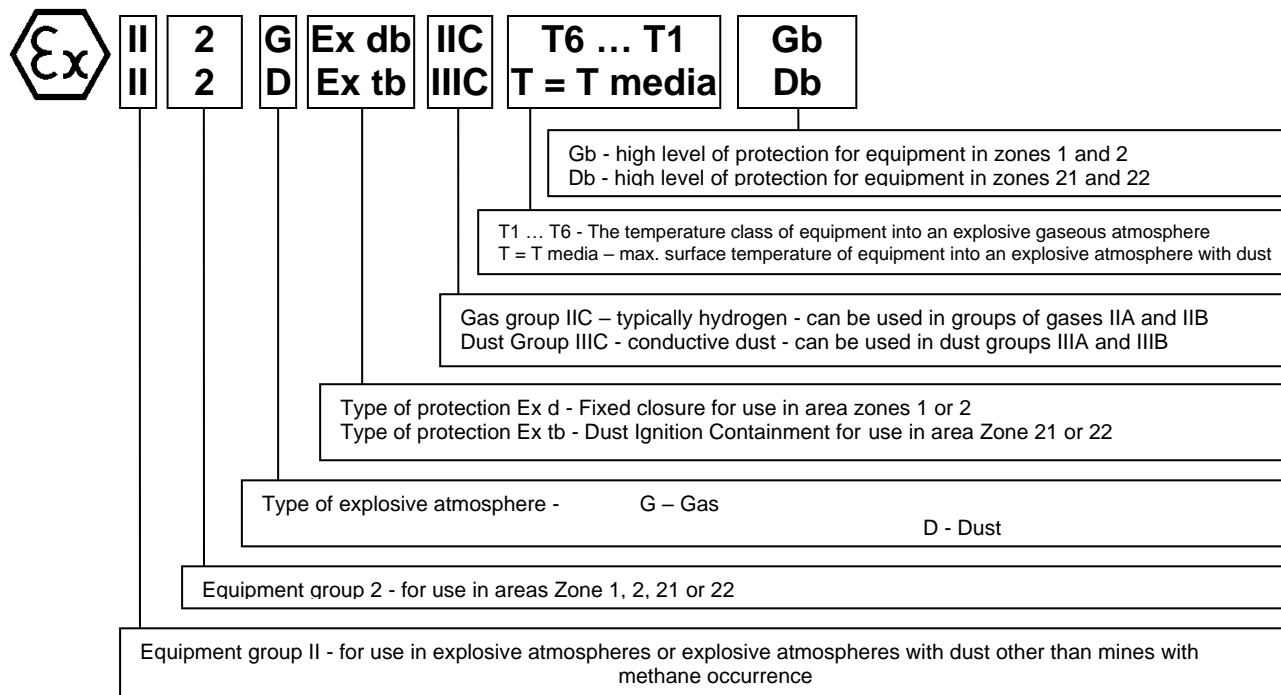 Ex II 2 G Ex db IIC T6 … T1 Gb
II 2 D Ex tb IIIC T = T media Db
Gb - high level of protection for equipment in zones 1 and 2
Db - high level of protection for equipment in zones 21 and 22
T1 … T6 - The temperature class of equipment into an explosive gaseous atmosphere
T = T media – max. surface temperature of equipment into an explosive atmosphere with dust
Gas group IIC – typically hydrogen - can be used in groups of gases IIA and IIB
Dust Group IIIC - conductive dust - can be used in dust groups IIIA and IIIB
Type of protection Ex d - Fixed closure for use in area zones 1 or 2
Type of protection Ex tb - Dust Ignition Containment for use in area Zone 21 or 22
Type of explosive atmosphere - G – Gas
D - Dust
Equipment group 2 - for use in areas Zone 1, 2, 21 or 22
Equipment group II - for use in explosive atmospheres or explosive atmospheres with dust other than mines with
methane occurrence